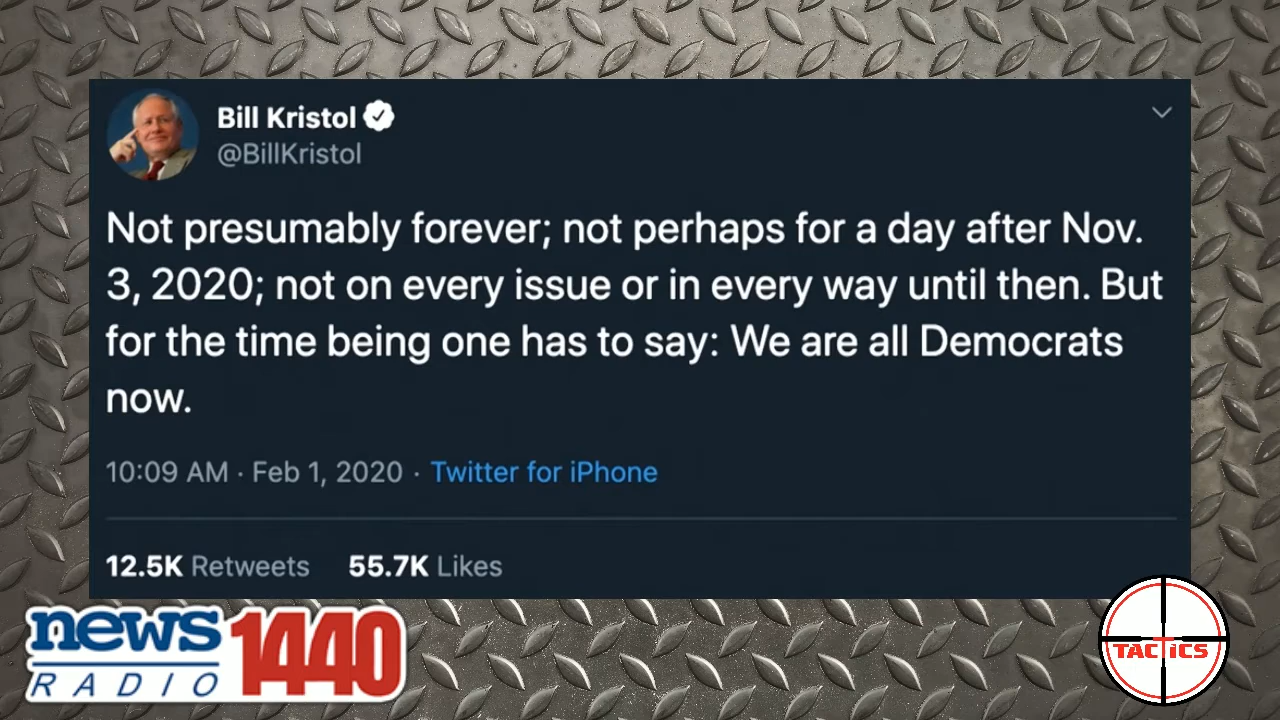 Bill Kristol
@BillKristol
Not presumably forever; not perhaps for a day after Nov.
3, 2020; not on every issue or in every way until then. But
for the time being one has to say: We are all Democrats
now.
10:09 AM · Feb 1, 2020 · Twitter for iPhone
12.5K Retweets 55.7K Likes
news 1440
RADIO
TACTICS